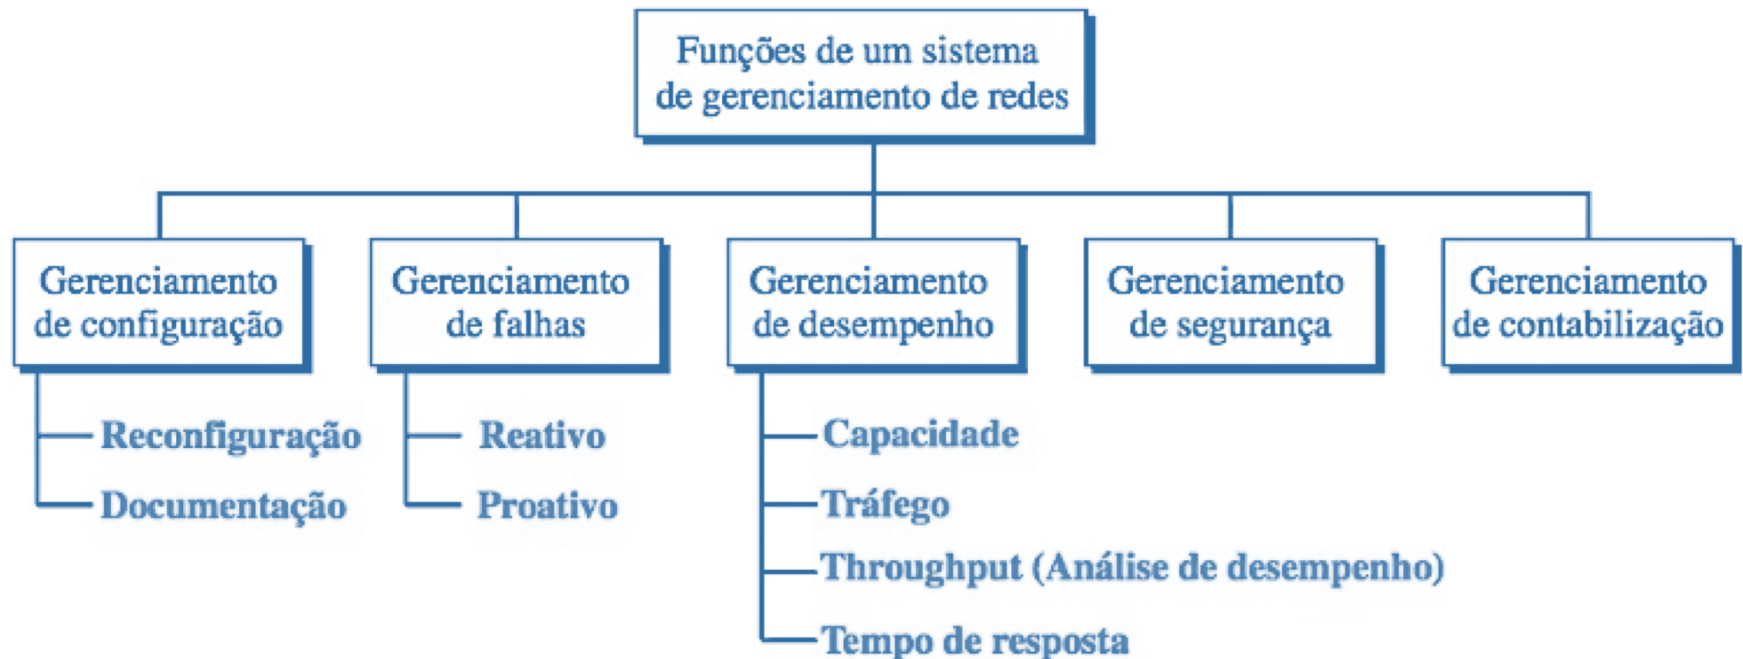 Funções de um sistema
de gerenciamento de redes
Gerenciamento
de configuração
Reconfiguração
Documentação
Gerenciamento
de falhas
Reativo
Proativo
Gerenciamento
de desempenho
Capacidade
Tráfego
Throughput (Análise de desempenho)
Tempo de resposta
Gerenciamento
de segurança
Gerenciamento
de contabilização